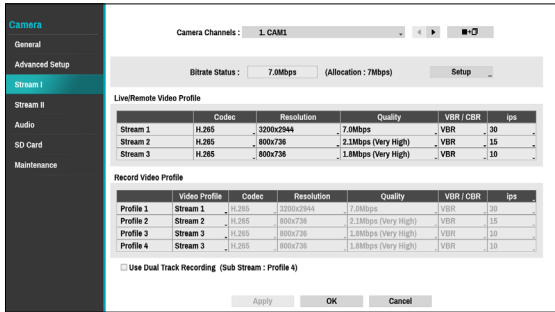 Camera
General
Advanced Setup
Stream I
Stream II
Audio
SD Card
Maintenance
Camera Channels : 1. CAM1
Bitrate Status : 7.0Mbps (Allocation : 7Mbps) Setup
Live/Remote Video Profile
Codec Resolution Quality VBR / CBR ips
Stream 1 H.265 3200x2944 7.0Mbps VBR 30
Stream 2 H.265 800x736 2.1Mbps (Very High) VBR 15
Stream 3 H.265 800x736 1.8Mbps (Very High) VBR 10
Record Video Profile
Video Profile Codec Resolution Quality VBR / CBR ips
Profile 1 Stream 1 H.265 3200x2944 7.0Mbps VBR 30
Profile 2 Stream 2 H.265 800x736 2.1Mbps (Very High) VBR 15
Profile 3 Stream 3 H.265 800x736 1.8Mbps (Very High) VBR 10
Profile 4 Stream 3 H.265 800x736 1.8Mbps (Very High) VBR 10
Use Dual Track Recording (Sub Stream : Profile 4)
Apply OK Cancel